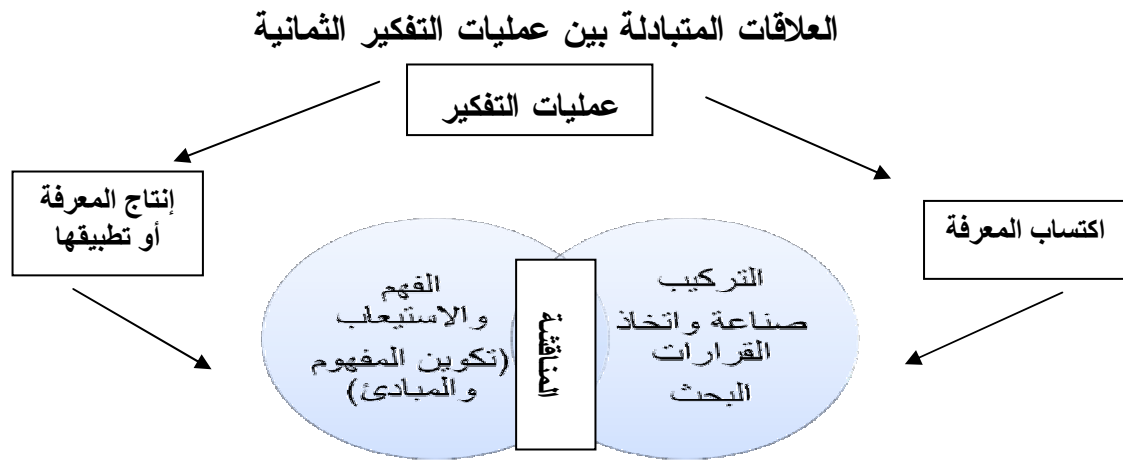 العلاقات المتبادلة بين عمليات التفكير الثمانية
عمليات التفكير
اكتساب المعرفة
إنتاج المعرفة
أو تطبيقها
التركيب
صناعة واتخاذ
القرارات
البحث
المناقشة
الفهم
والاستيعاب
(تكوين المفهوم
والمبادئ)